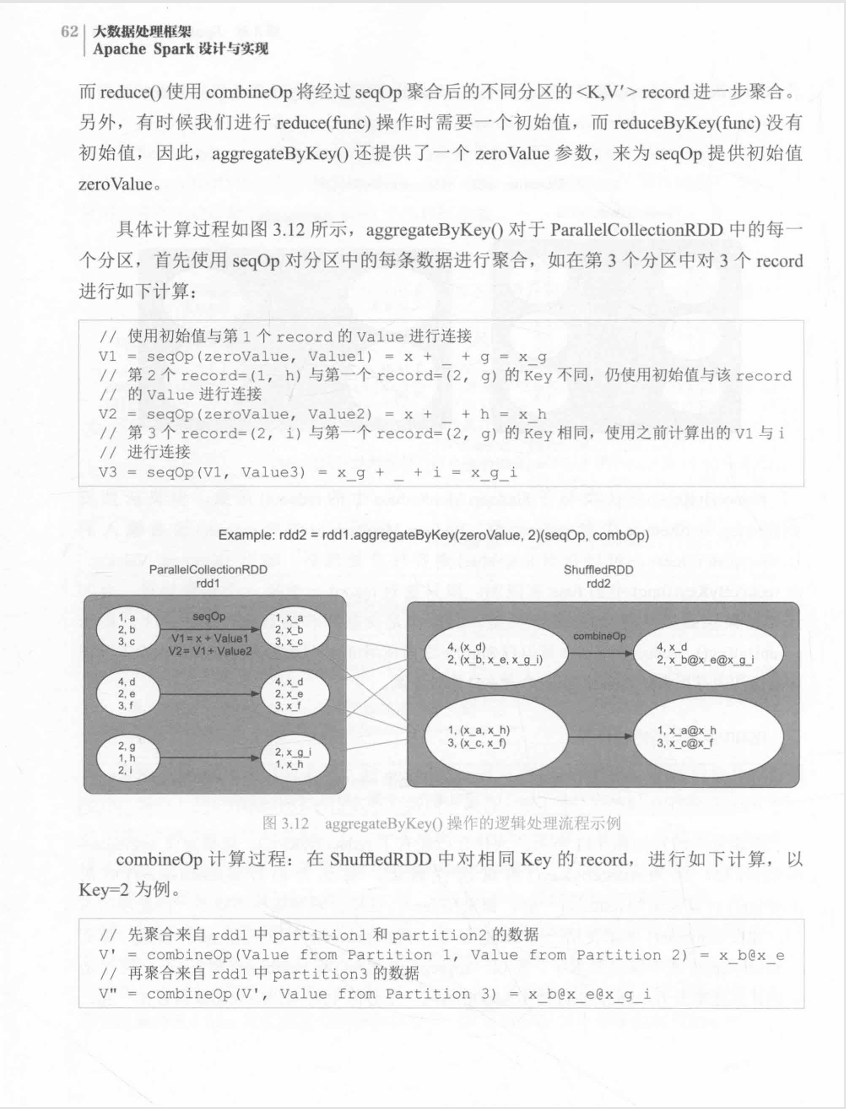 62 大数据处理框架
Apache Spark 设计与实现
而 reduce() 使用 combineOp 将经过 seqOp 聚合后的不同分区的 <K,V′> record 进一步聚合。
另外，有时候我们进行 reduce(func) 操作时需要一个初始值，而 reduceByKey(func) 没有
初始值，因此，aggregateByKey() 还提供了一个 zeroValue 参数，来为 seqOp 提供初始值
zeroValue。
具体计算过程如图 3.12 所示，aggregateByKey() 对于 ParallelCollectionRDD 中的每一
个分区，首先使用 seqOp 对分区中的每条数据进行聚合，如在第 3 个分区中对 3 个 record
进行如下计算：
// 使用初始值与第 1 个 record 的 Value 进行连接
V1 = seqOp(zeroValue, Value1) = x + _ + g = x_g
// 第 2 个 record=(1, h) 与第一个 record=(2, g) 的 Key 不同，仍使用初始值与该 record
// 的 Value 进行连接
V2 = seqOp(zeroValue, Value2) = x + _ + h = x_h
// 第 3 个 record=(2, i) 与第一个 record=(2, g) 的 Key 相同，使用之前计算出的 V1 与 i
// 进行连接
V3 = seqOp(V1, Value3) = x_g + _ + i = x_g_i
Example: rdd2 = rdd1.aggregateByKey(zeroValue, 2)(seqOp, combOp)
ParallelCollectionRDD
rdd1
ShuffledRDD
rdd2
1, a
2, b
3, c
seqOp
V1 = x + Value1
V2 = V1 + Value2
1, x_a
2, x_b
3, x_c
4, d
2, e
3, f
4, x_d
2, x_e
3, x_f
2, g
1, h
2, i
2, x_g_i
1, x_h
4, (x_d)
2, (x_b, x_e, x_g_i)
combineOp
4, x_d
2, x_b@x_e@x_g_i
1, (x_a, x_h)
3, (x_c, x_f)
1, x_a@x_h
3, x_c@x_f
图 3.12 aggregateByKey() 操作的逻辑处理流程示例
combineOp 计算过程：在 ShuffledRDD 中对相同 Key 的 record，进行如下计算，以
Key=2 为例。
// 先聚合来自 rdd1 中 partition1 和 partition2 的数据
V' = combineOp(Value from Partition 1, Value from Partition 2) = x_b@x_e
// 再聚合来自 rdd1 中 partition3 的数据
V" = combineOp(V', Value from Partition 3) = x_b@x_e@x_g_i